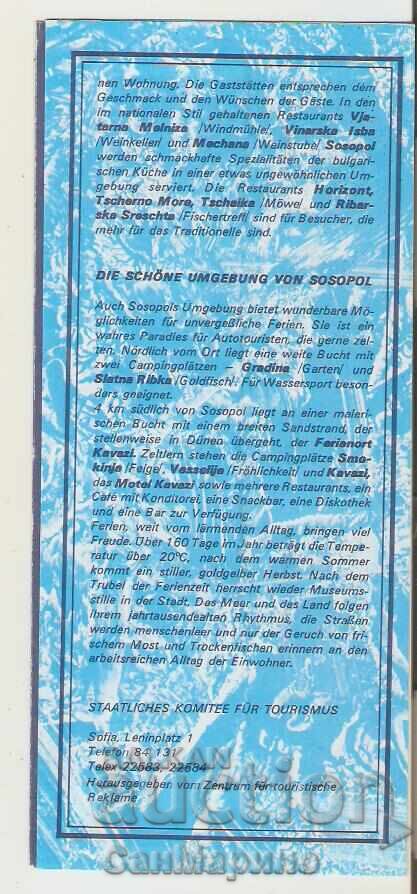 nen Wohnung. Die Gaststätten entsprechen dem
Geschmack und den Wünschen der Gäste. In den
im nationalen Stil gehaltenen Restaurants Vja-
tarna Melniza /Windmühle/, Vinarska Isba
/Weinkeller/ und Mechana /Weinstube/ Sosopol
werden schmackhafte Spezialitäten der bulgari-
schen Küche in einer etwas ungewöhnlichen Um-
gebung serviert. Die Restaurants Horizont,
Tscherno More, Tschaika /Möwe/ und Ribar-
ska Sreschta /Fischertreff/ sind für Besucher, die
mehr für das Traditionelle sind.
DIE SCHÖNE UMGEBUNG VON SOSOPOL
Auch Sosopols Umgebung bietet wunderbare Mö-
glichkeiten für unvergeßliche Ferien. Sie ist ein
wahres Paradies für Autotouristen, die gerne zel-
ten. Nördlich vom Ort liegt eine weite Bucht mit
zwei Campingplätzen – Gradina /Garten/ und
Slatna Ribka /Goldfisch/. Für Wassersport beson-
ders geeignet.
4 km südlich von Sosopol liegt an einer maleri-
schen Bucht mit einem breiten Sandstrand, der
stellenweise in Dünen übergeht, der Ferienort
Kavazi. Zeltlern stehen die Campingplätze Smo-
kinja /Feige/, Vesselije /Fröhlichkeit/ und Kavazi,
das Motel Kavazi sowie mehrere Restaurants, ein
Café mit Konditorei, eine Snackbar, eine Diskothek
und eine Bar zur Verfügung.
Ferien, weit vom lärmenden Alltag, bringen viel
Freude. Über 160 Tage im Jahr beträgt die Tempe-
ratur über 20°C, nach dem warmen Sommer
kommt ein stiller, goldgelber Herbst. Nach dem
Trubel der Ferienzeit herrscht wieder Museums-
stille in der Stadt. Das Meer und das Land folgen
ihrem jahrtausendealten Rhythmus, die Straßen
werden menschenleer und nur der Geruch von fri-
schem Most und Trockenfischen erinnern an den
arbeitsreichen Alltag der Einwohner.
STAATLICHES KOMITEE FÜR TOURISMUS
Sofia, Leninplatz 1
Telefon 84 131
Telex 22583, 22584
Herausgegeben vom Zentrum für touristische
Reklame
auction
СанМарино